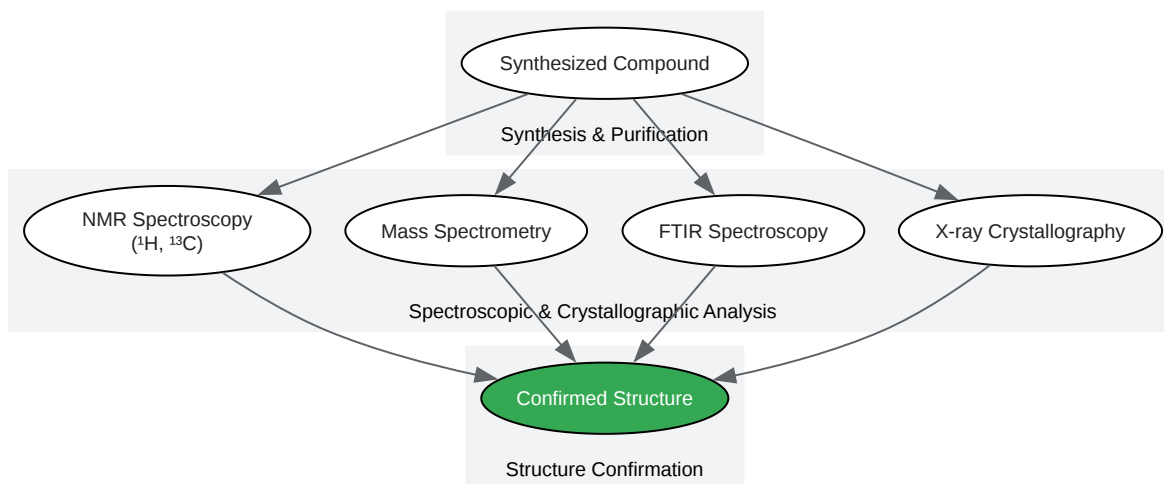 Synthesized Compound
Synthesis & Purification
NMR Spectroscopy
(¹H, ¹³C)
Mass Spectrometry
FTIR Spectroscopy
X-ray Crystallography
Spectroscopic & Crystallographic Analysis
Confirmed Structure
Structure Confirmation